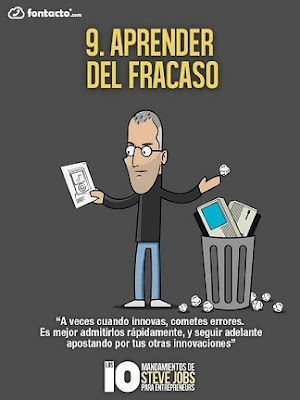 fontacto.com
9. APRENDER
DEL FRACASO
“A veces cuando innovas, cometes errores.
Es mejor admitirlos rápidamente, y seguir adelante
apostando por tus otras innovaciones”
LOS 10 MANDAMIENTOS DE
STEVE JOBS
PARA ENTREPRENEURS